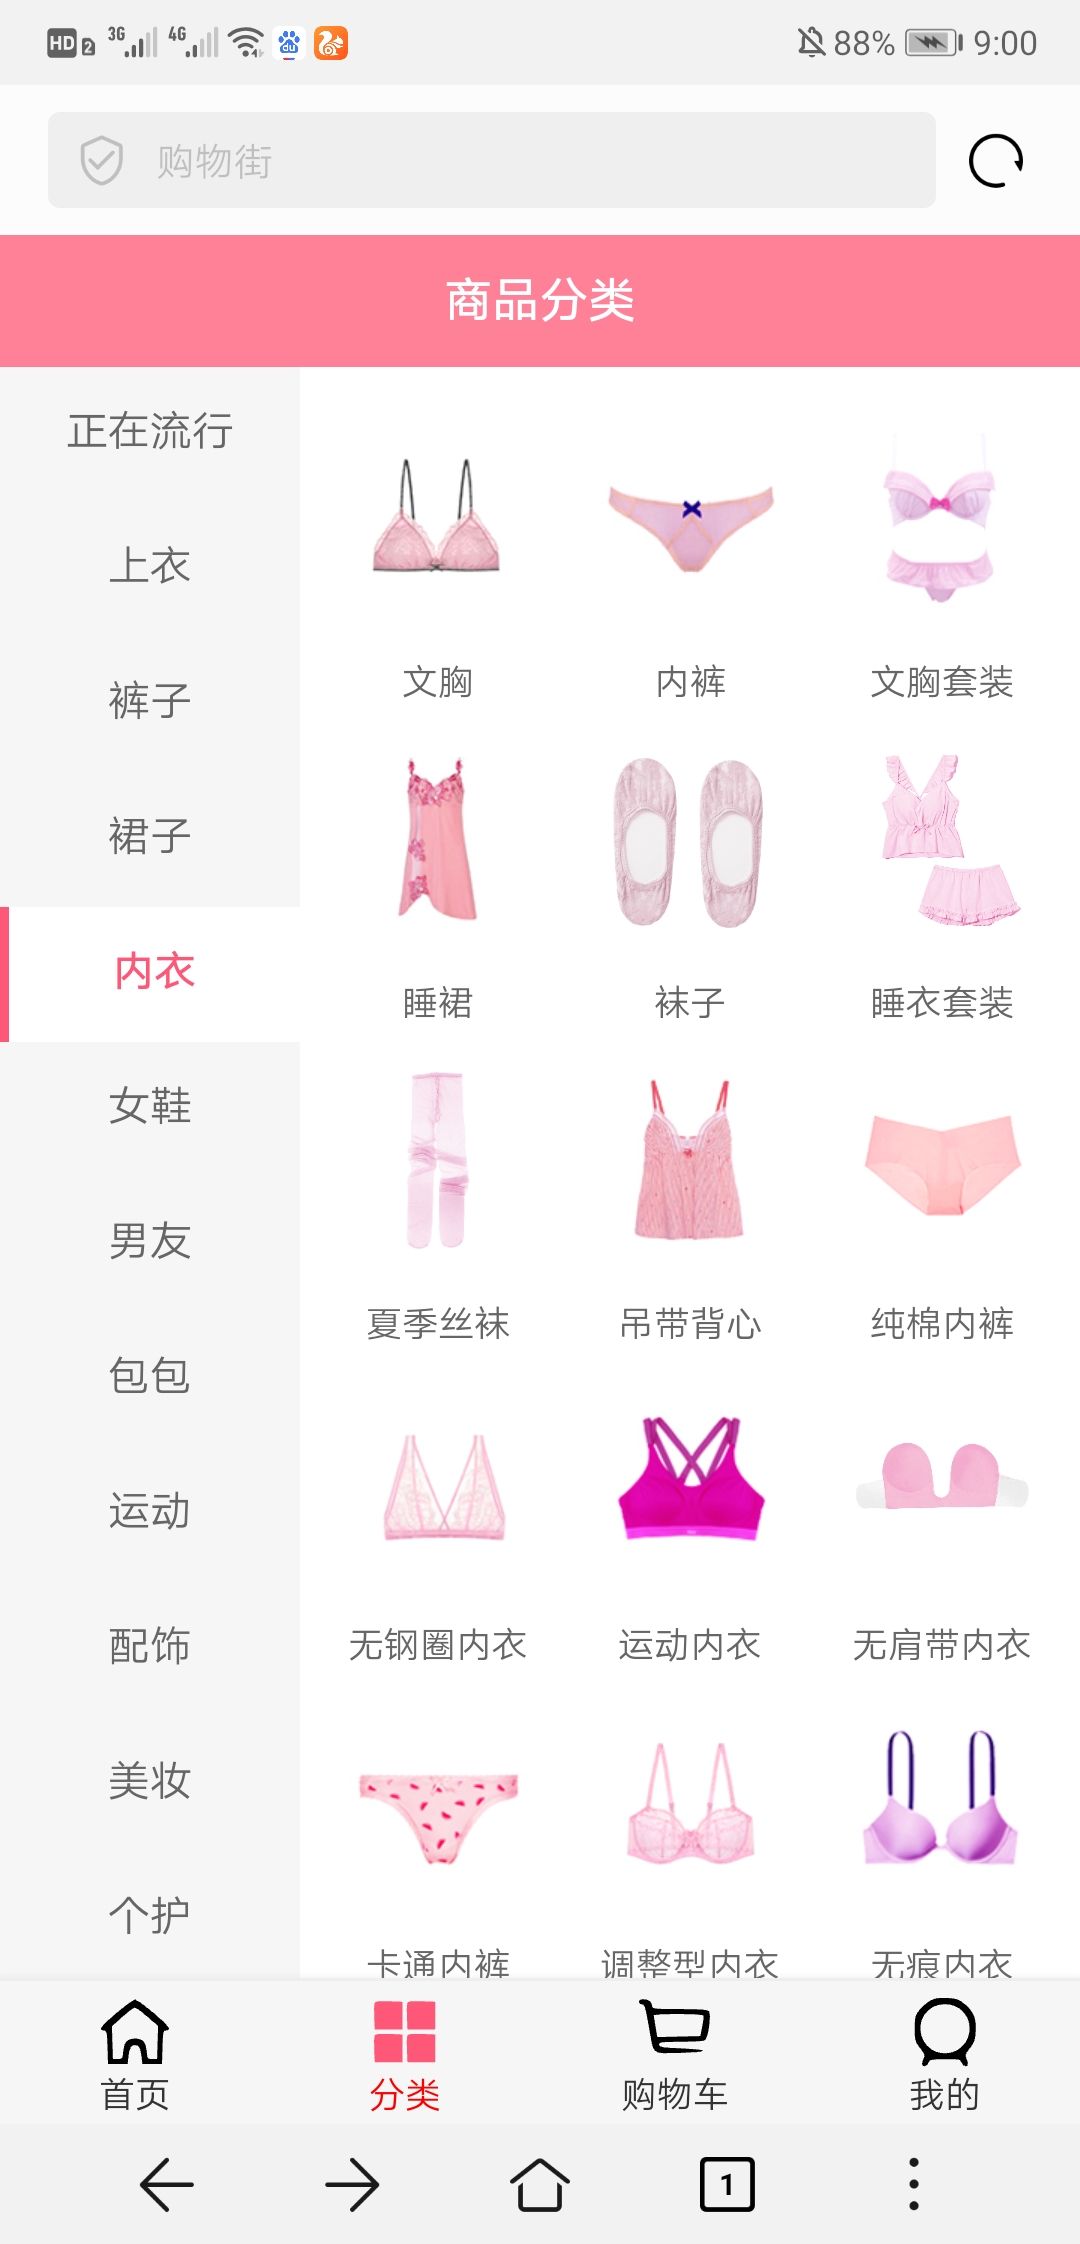 HD 2 3G 4G du 88% 9:00
购物街
商品分类
正在流行
上衣
裤子
裙子
内衣
女鞋
男友
包包
运动
配饰
美妆
个护
文胸 内裤 文胸套装
睡裙 袜子 睡衣套装
夏季丝袜 吊带背心 纯棉内裤
无钢圈内衣 运动内衣 无肩带内衣
卡通内裤 调整型内衣 无痕内衣
首页 分类 购物车 我的
1